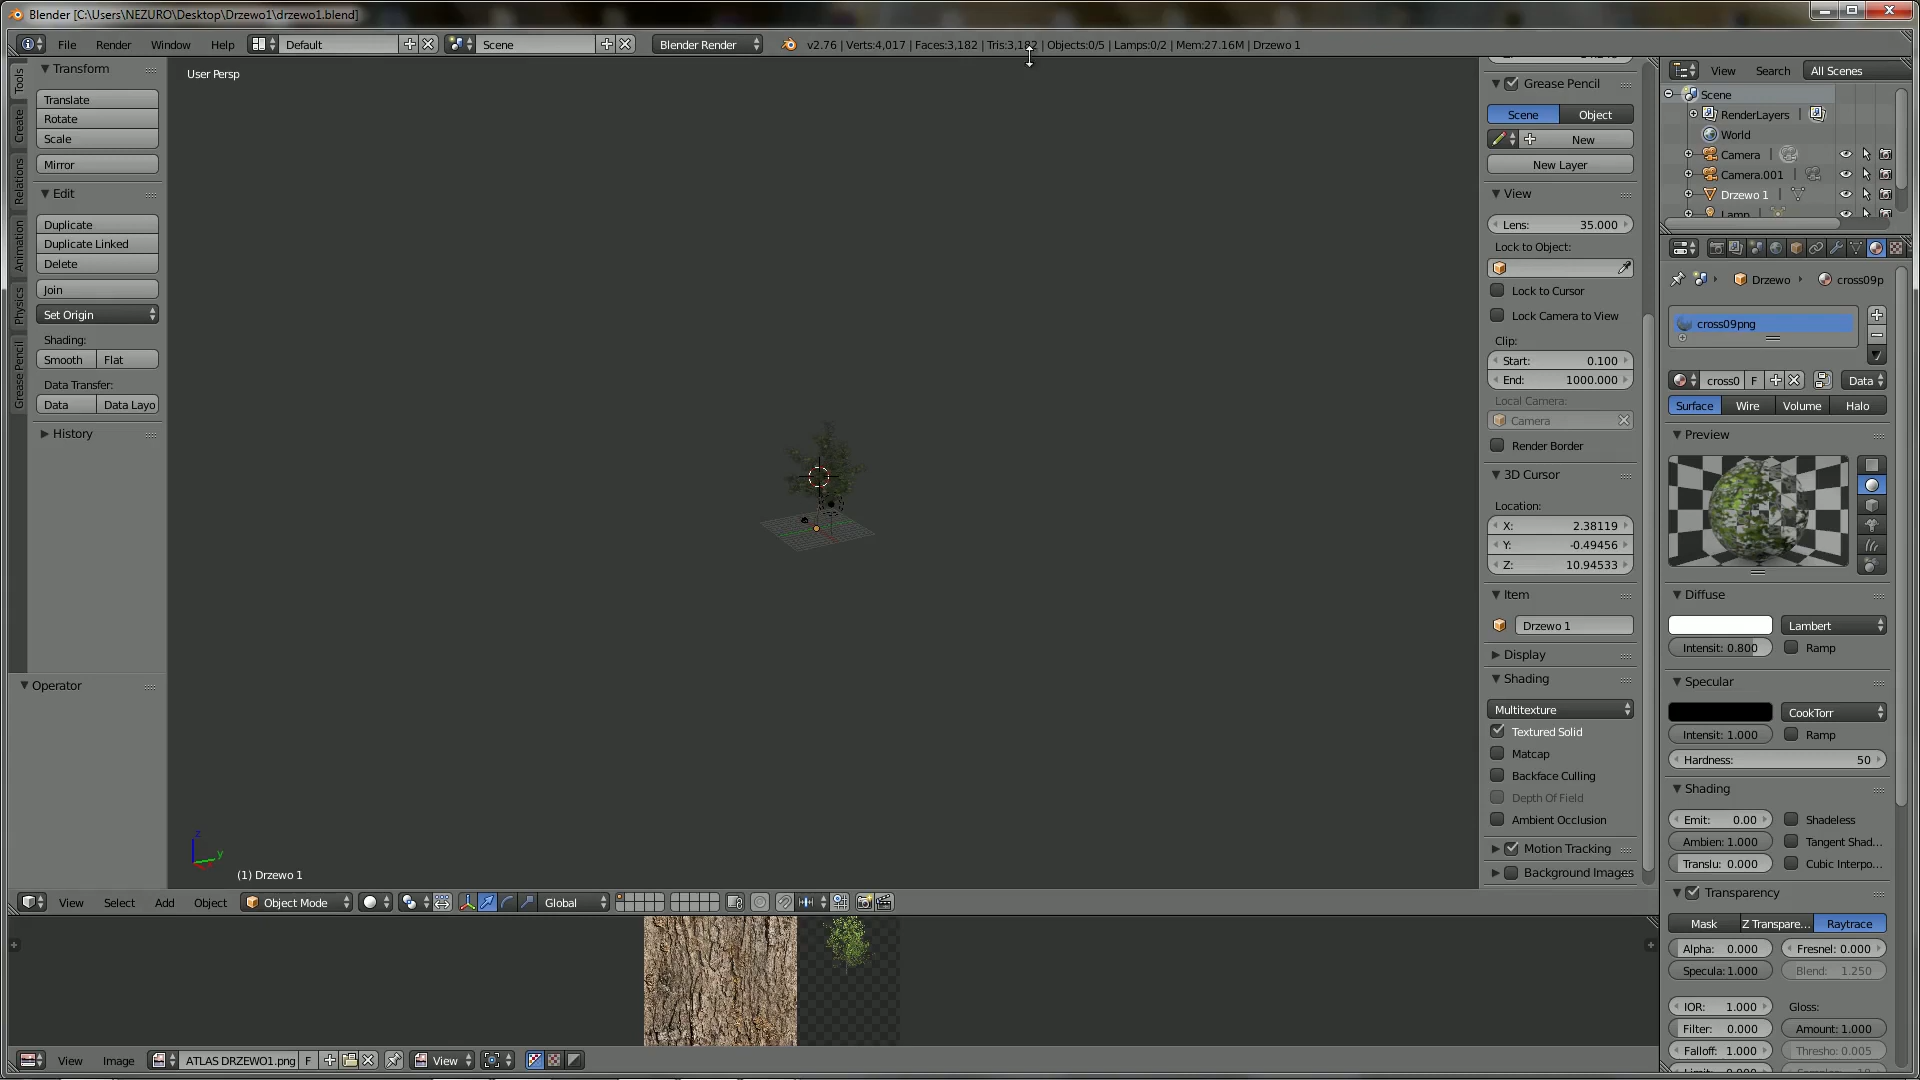 Blender [C:\Users\NEZURO\Desktop\Drzewo1\drzewo1.blend]
File Render Window Help Default Scene Blender Render v2.76 | Verts:4,017 | Faces:3,182 | Tris:3,182 | Objects:0/5 | Lamps:0/2 | Mem:27.16M | Drzewo 1
Tools
Create
Relations
Animation
Physics
Grease Pencil
Transform
Translate
Rotate
Scale
Mirror
Edit
Duplicate
Duplicate Linked
Delete
Join
Set Origin
Shading:
Smooth Flat
Data Transfer:
Data Data Layo
History
Operator
User Persp
z
y
(1) Drzewo 1
Grease Pencil
Scene Object
New
New Layer
View
Lens: 35.000
Lock to Object:
Lock to Cursor
Lock Camera to View
Clip:
Start: 0.100
End: 1000.000
Local Camera:
Camera
Render Border
3D Cursor
Location:
X: 2.38119
Y: -0.49456
Z: 10.94533
Item
Drzewo 1
Display
Shading
Multitexture
Textured Solid
Matcap
Backface Culling
Depth Of Field
Ambient Occlusion
Motion Tracking
Background Images
View Search All Scenes
Scene
RenderLayers
World
Camera
Camera.001
Drzewo 1
Lamp
Drzewo cross09p
cross09png
cross0 F Data
Surface Wire Volume Halo
Preview
Diffuse
Lambert
Intensit: 0.800 Ramp
Specular
CookTorr
Intensit: 1.000 Ramp
Hardness: 50
Shading
Emit: 0.00 Shadeless
Ambien: 1.000 Tangent Shad...
Translu: 0.000 Cubic Interpo...
Transparency
Mask Z Transpare... Raytrace
Alpha: 0.000 Fresnel: 0.000
Specula: 1.000 Blend: 1.250
IOR: 1.000 Gloss:
Filter: 0.000 Amount: 1.000
Falloff: 1.000 Thresho: 0.005
View Select Add Object Object Mode Global
View Image ATLAS DRZEWO1.png F View